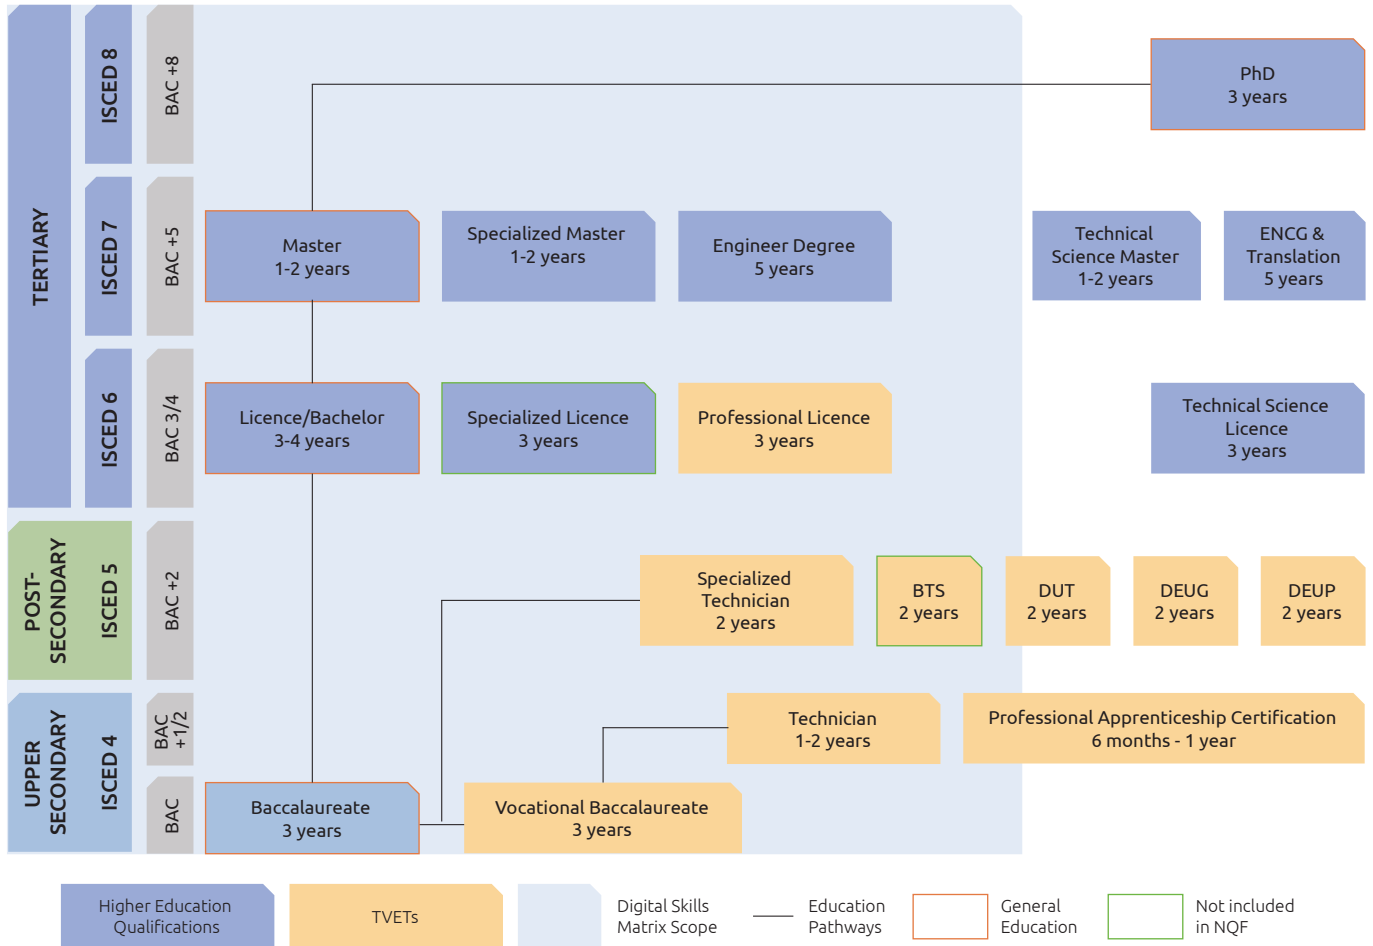 TERTIARY
ISCED 8
BAC +8
PhD
3 years
ISCED 7
BAC +5
Master
1-2 years
Specialized Master
1-2 years
Engineer Degree
5 years
Technical
Science Master
1-2 years
ENCG &
Translation
5 years
ISCED 6
BAC 3/4
Licence/Bachelor
3-4 years
Specialized Licence
3 years
Professional Licence
3 years
Technical Science
Licence
3 years
POST-
SECONDARY
ISCED 5
BAC +2
Specialized
Technician
2 years
BTS
2 years
DUT
2 years
DEUG
2 years
DEUP
2 years
UPPER
SECONDARY
ISCED 4
BAC
+1/2
Technician
1-2 years
Professional Apprenticeship Certification
6 months - 1 year
BAC
Baccalaureate
3 years
Vocational Baccalaureate
3 years
Higher Education
Qualifications
TVETs
Digital Skills
Matrix Scope
Education
Pathways
General
Education
Not included
in NQF